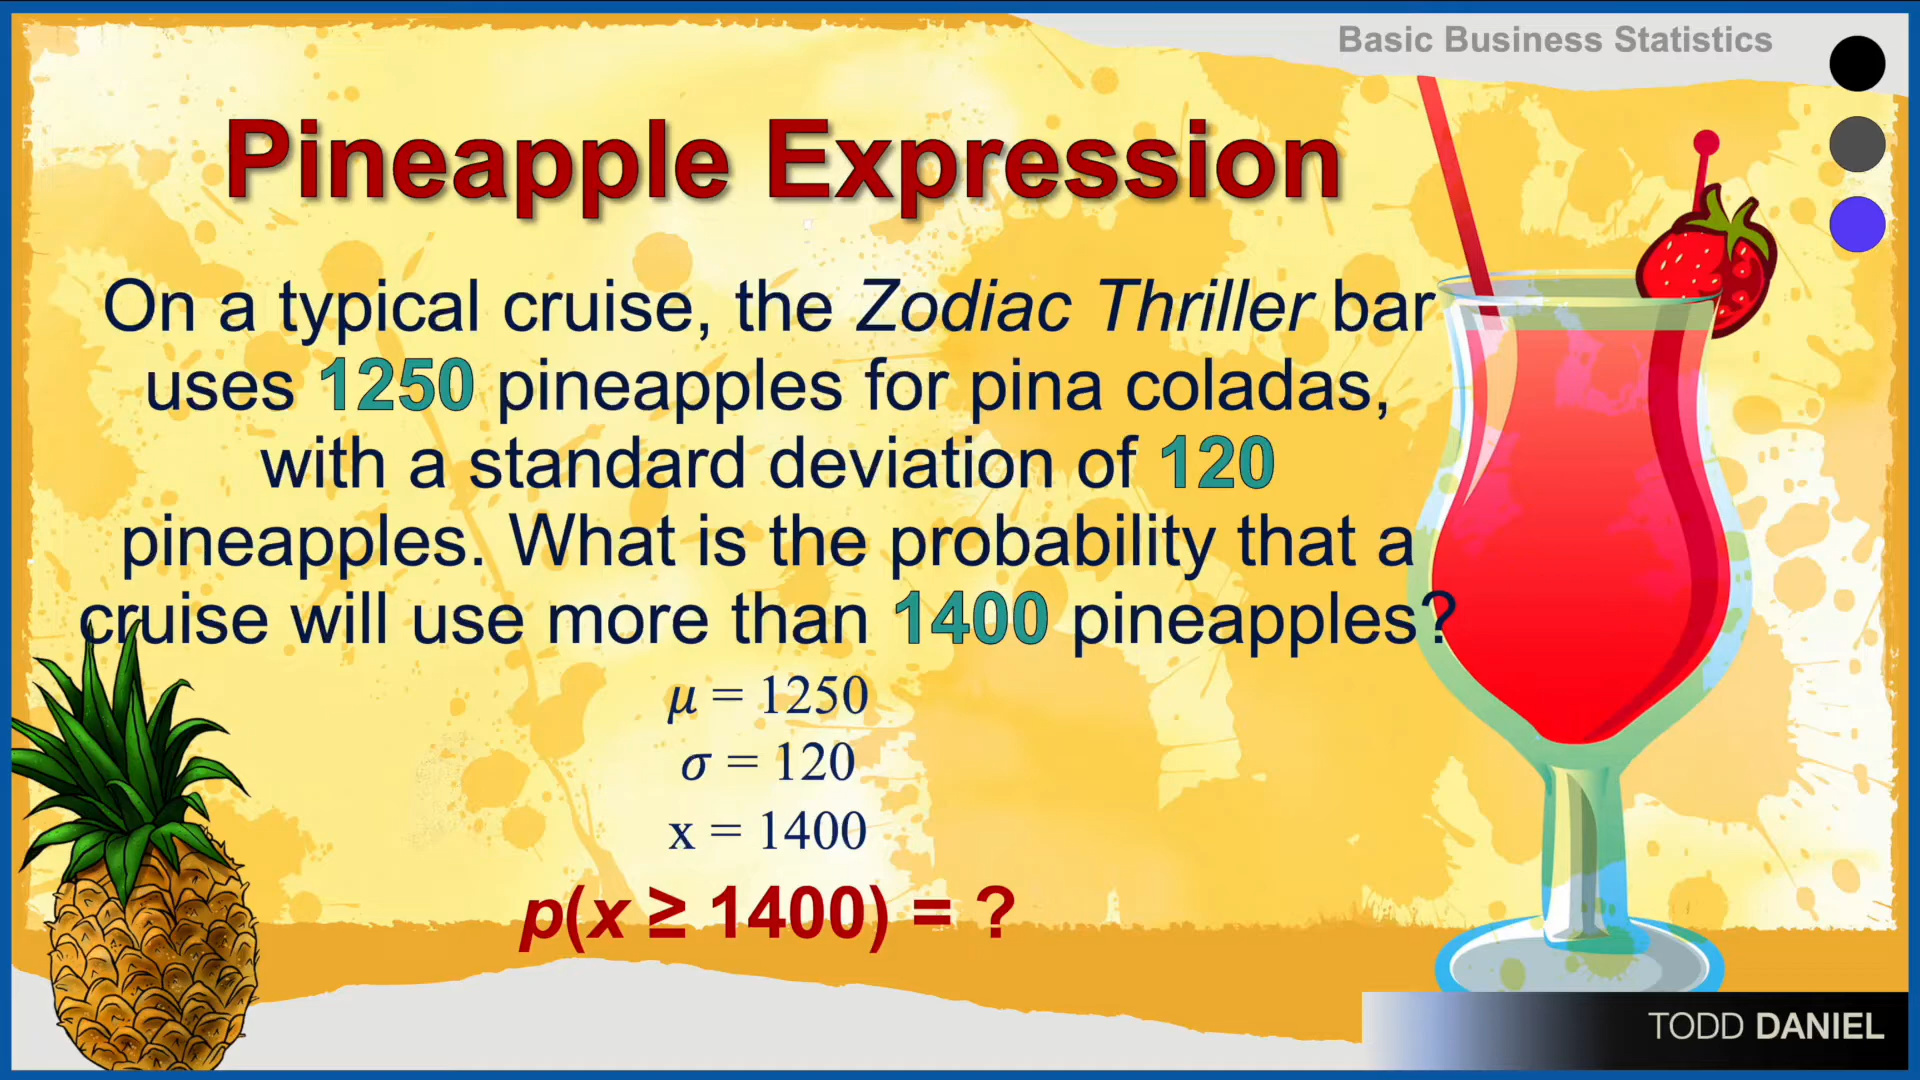 Basic Business Statistics
Pineapple Expression
On a typical cruise, the Zodiac Thriller bar
uses 1250 pineapples for pina coladas,
with a standard deviation of 120
pineapples. What is the probability that a
cruise will use more than 1400 pineapples?
μ = 1250
σ = 120
x = 1400
p(x ≥ 1400) = ?
TODD DANIEL